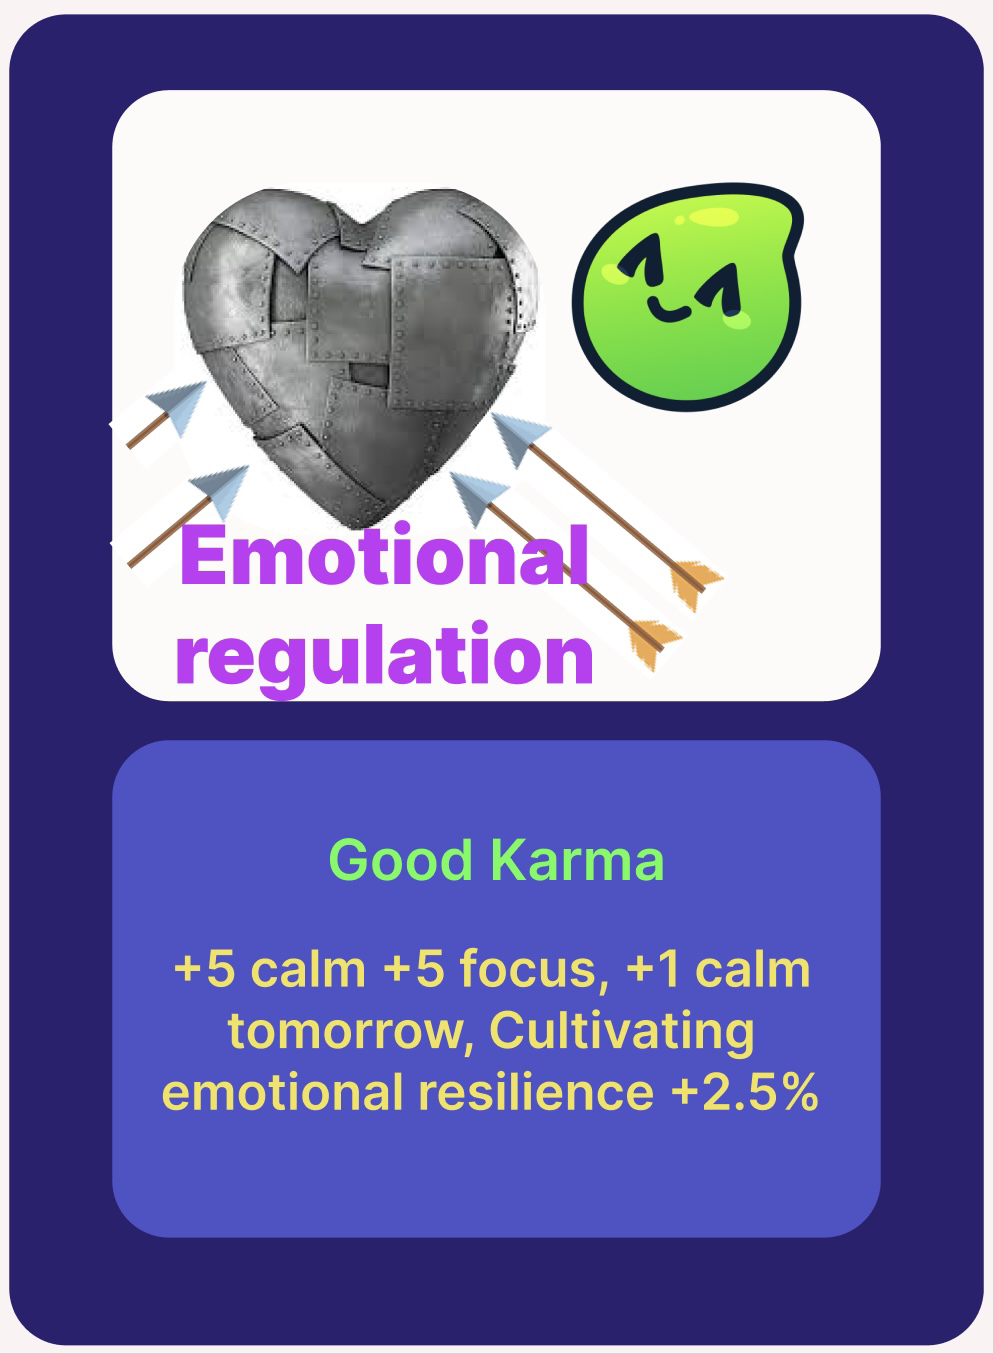 Emotional
regulation
Good Karma
+5 calm +5 focus, +1 calm
tomorrow, Cultivating
emotional resilience +2.5%